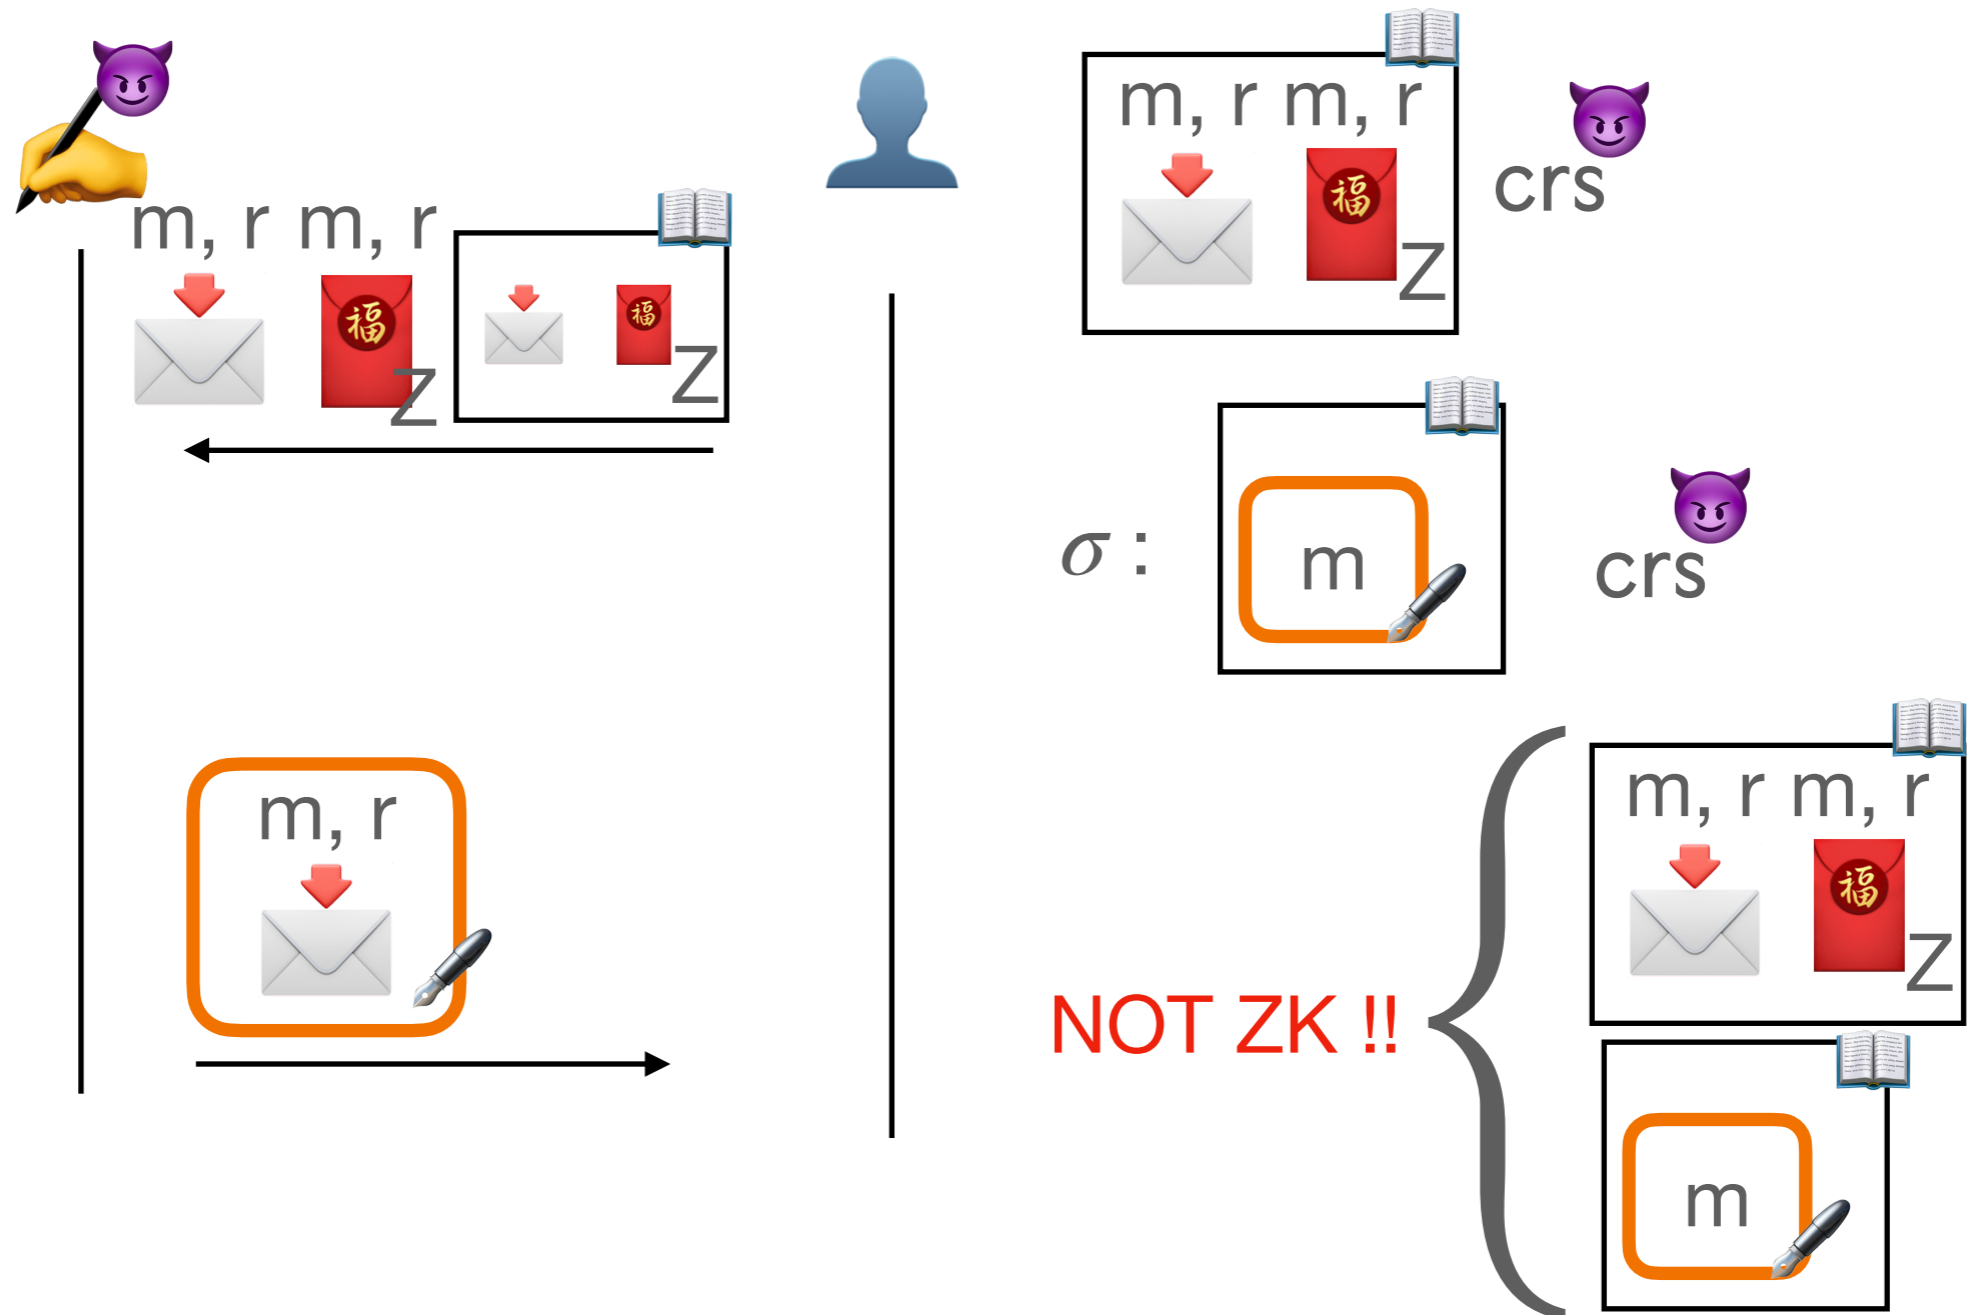 m, r m, r
福
Z
福
Z
m, r
m, r m, r
福
Z
crs
σ :
m
crs
NOT ZK !!
m, r m, r
福
Z
m